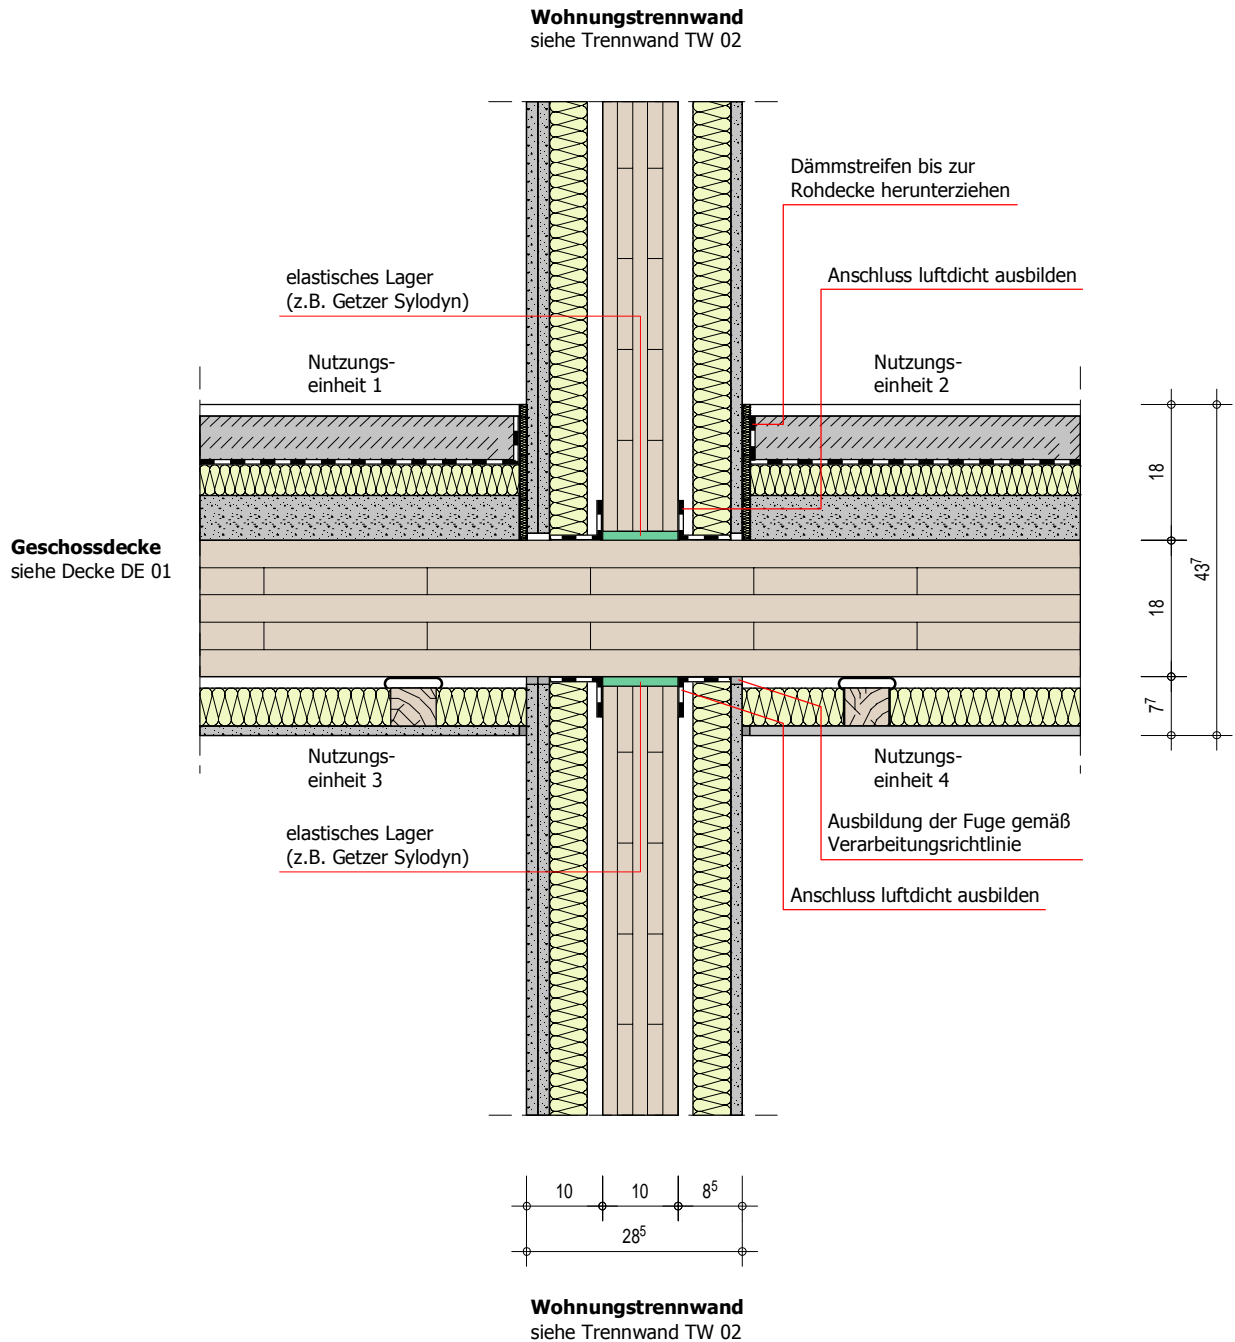 Wohnungstrennwand
siehe Trennwand TW 02
Dämmstreifen bis zur
Rohdecke herunterziehen
elastisches Lager
(z.B. Getzer Sylodyn)
Anschluss luftdicht ausbilden
Nutzungs-
einheit 1
Nutzungs-
einheit 2
Geschossdecke
siehe Decke DE 01
18
18
7⁷
43⁷
Nutzungs-
einheit 3
Nutzungs-
einheit 4
elastisches Lager
(z.B. Getzer Sylodyn)
Ausbildung der Fuge gemäß
Verarbeitungsrichtlinie
Anschluss luftdicht ausbilden
10 10 8⁵
28⁵
Wohnungstrennwand
siehe Trennwand TW 02